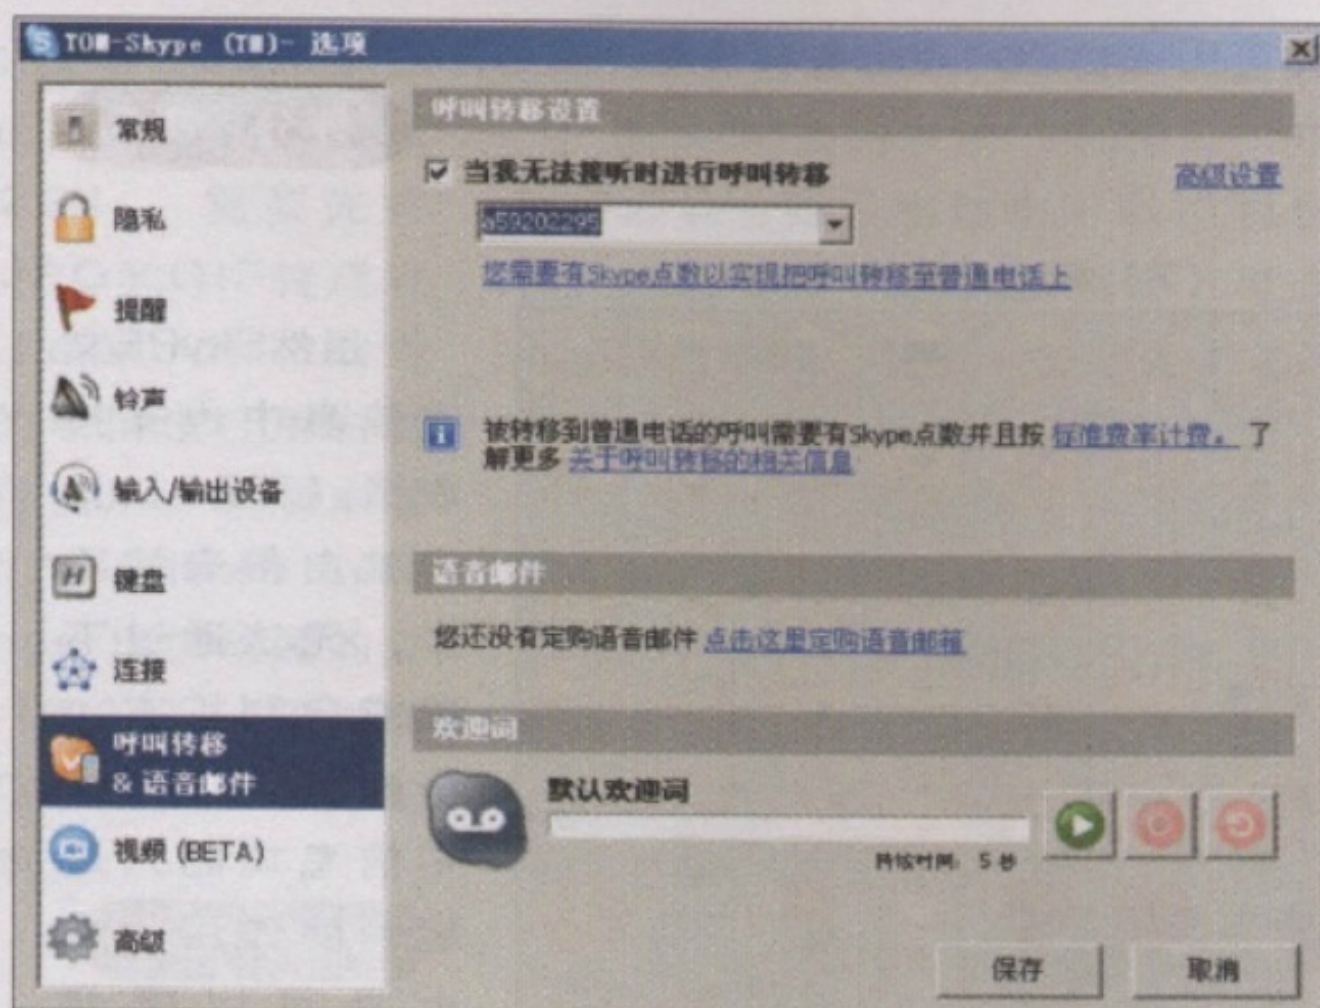 TOM-Skype (TM)- 选项
常规
隐私
提醒
铃声
输入/输出设备
键盘
连接
呼叫转移
& 语音邮件
视频 (BETA)
高级
呼叫转移设置
当我无法接听时进行呼叫转移 高级设置
a59202295
您需要有Skype点数以实现把呼叫转移至普通电话上
被转移到普通电话的呼叫需要有Skype点数并且按 标准费率计费。 了
解更多 关于呼叫转移的相关信息
语音邮件
您还没有定购语音邮件 点击这里定购语音邮箱
欢迎词
默认欢迎词
持续时间: 5 秒
保存 取消